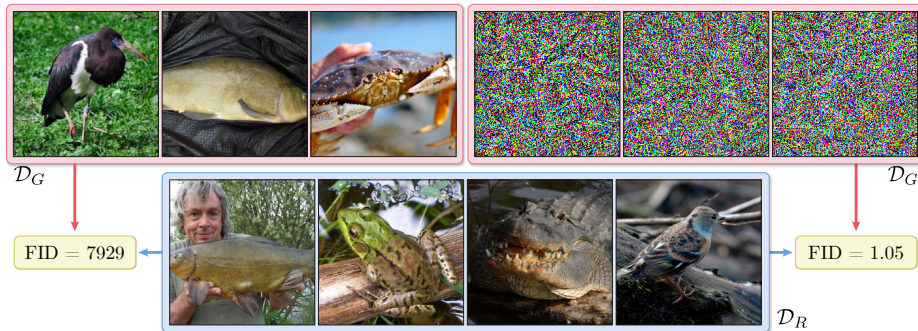 𝒟_G
𝒟_G
FID = 7929
FID = 1.05
𝒟_R